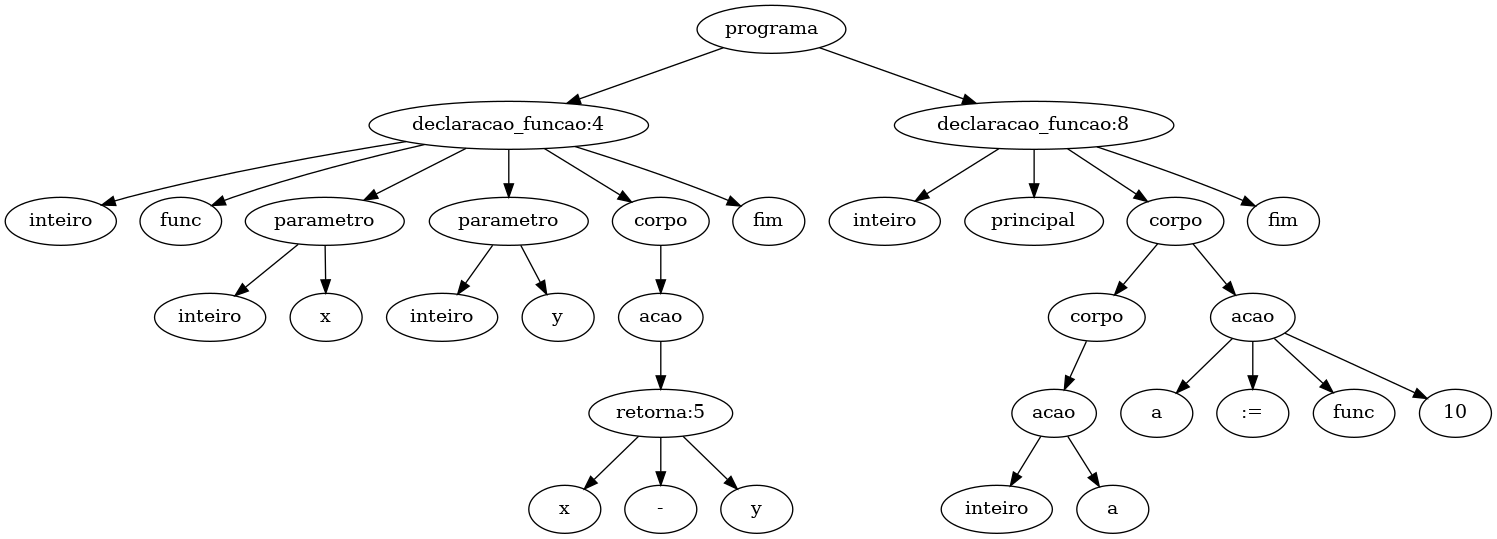 programa
declaracao_funcao:4
declaracao_funcao:8
inteiro
func
parametro
parametro
corpo
fim
inteiro
principal
corpo
fim
inteiro
x
inteiro
y
acao
corpo
acao
retorna:5
acao
a
:=
func
10
x
-
y
inteiro
a